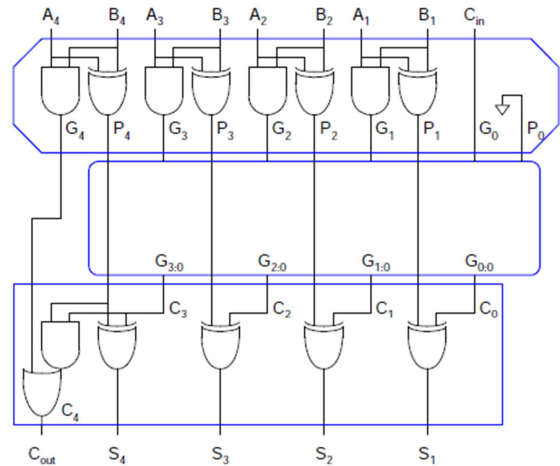 A4 B4 A3 B3 A2 B2 A1 B1 Cin
G4 P4 G3 P3 G2 P2 G1 P1 G0 P0
G3:0 G2:0 G1:0 G0:0
C3 C2 C1 C0
C4
Cout S4 S3 S2 S1